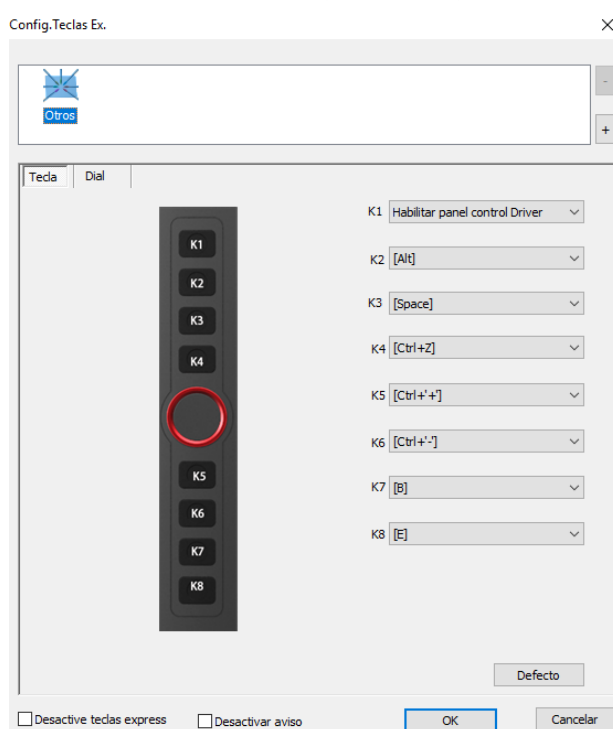 Config.Teclas Ex.
Otros
-
+
Tecla
Dial
K1
K2
K3
K4
K5
K6
K7
K8
K1 Habilitar panel control Driver
K2 [Alt]
K3 [Space]
K4 [Ctrl+Z]
K5 [Ctrl+'+']
K6 [Ctrl+'-']
K7 [B]
K8 [E]
Defecto
Desactive teclas express
Desactivar aviso
OK
Cancelar